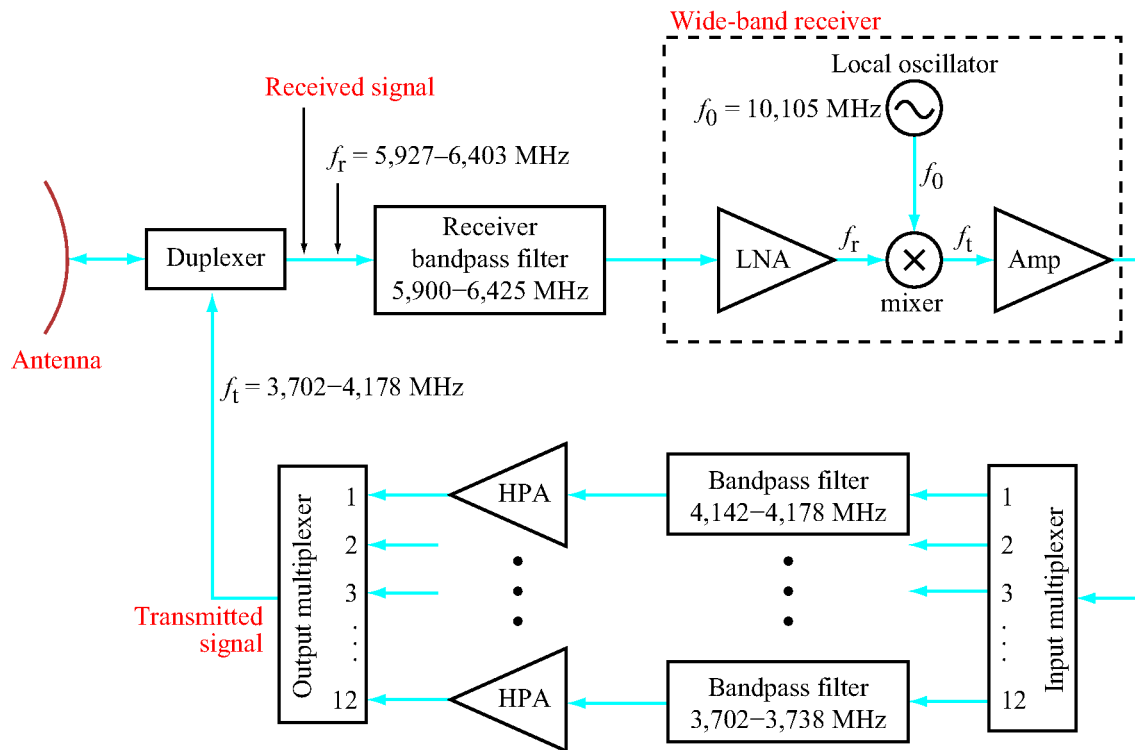 Wide-band receiver
Local oscillator
f0 = 10,105 MHz
f0
Received signal
fr = 5,927–6,403 MHz
Duplexer
Receiver
bandpass filter
5,900−6,425 MHz
LNA
fr
×
mixer
ft
Amp
Antenna
ft = 3,702−4,178 MHz
Output multiplexer
1
2
3
.
.
.
12
HPA
HPA
Bandpass filter
4,142−4,178 MHz
Bandpass filter
3,702−3,738 MHz
1
2
3
.
.
.
12
Input multiplexer
Transmitted
signal